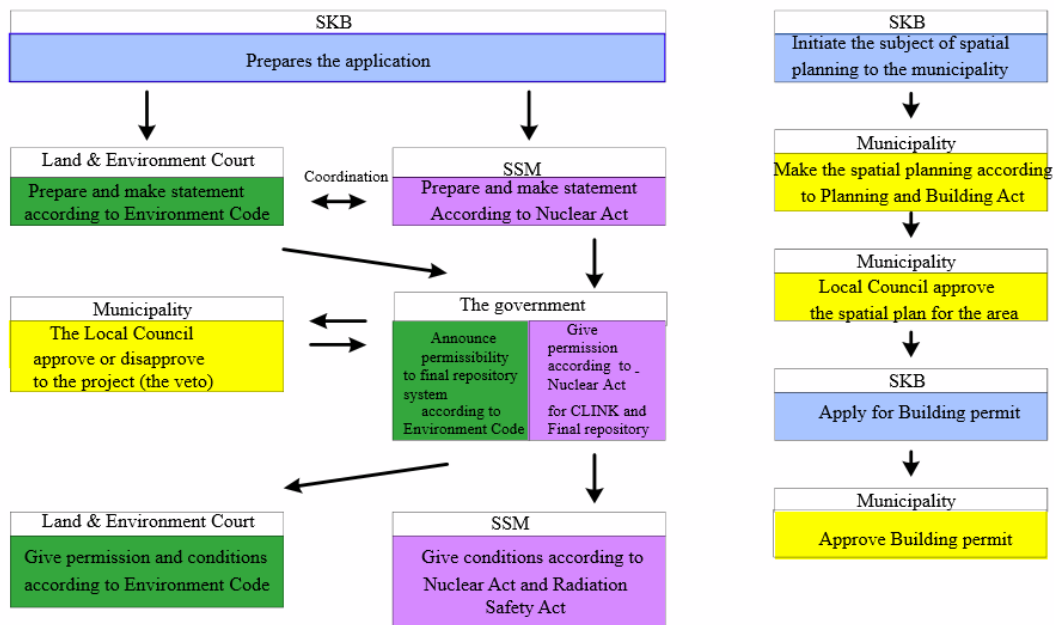 SKB
Prepares the application
Land & Environment Court
Prepare and make statement
according to Environment Code
Coordination
SSM
Prepare and make statement
According to Nuclear Act
Municipality
The Local Council
approve or disapprove
to the project (the veto)
The government
Announce
permissibility
to final repository
system
according to
Environment Code
Give
permission
according to
Nuclear Act
for CLINK and
Final repository
Land & Environment Court
Give permission and conditions
according to Environment Code
SSM
Give conditions according to
Nuclear Act and Radiation
Safety Act
SKB
Initiate the subject of spatial
planning to the municipality
Municipality
Make the spatial planning according
to Planning and Building Act
Municipality
Local Council approve
the spatial plan for the area
SKB
Apply for Building permit
Municipality
Approve Building permit